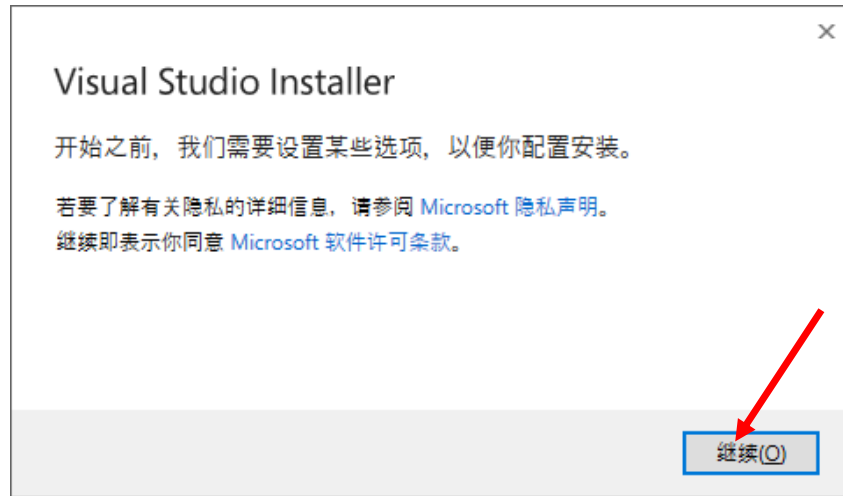 Visual Studio Installer
开始之前，我们需要设置某些选项，以便你配置安装。
若要了解有关隐私的详细信息，请参阅 Microsoft 隐私声明。
继续即表示你同意 Microsoft 软件许可条款。
继续(O)